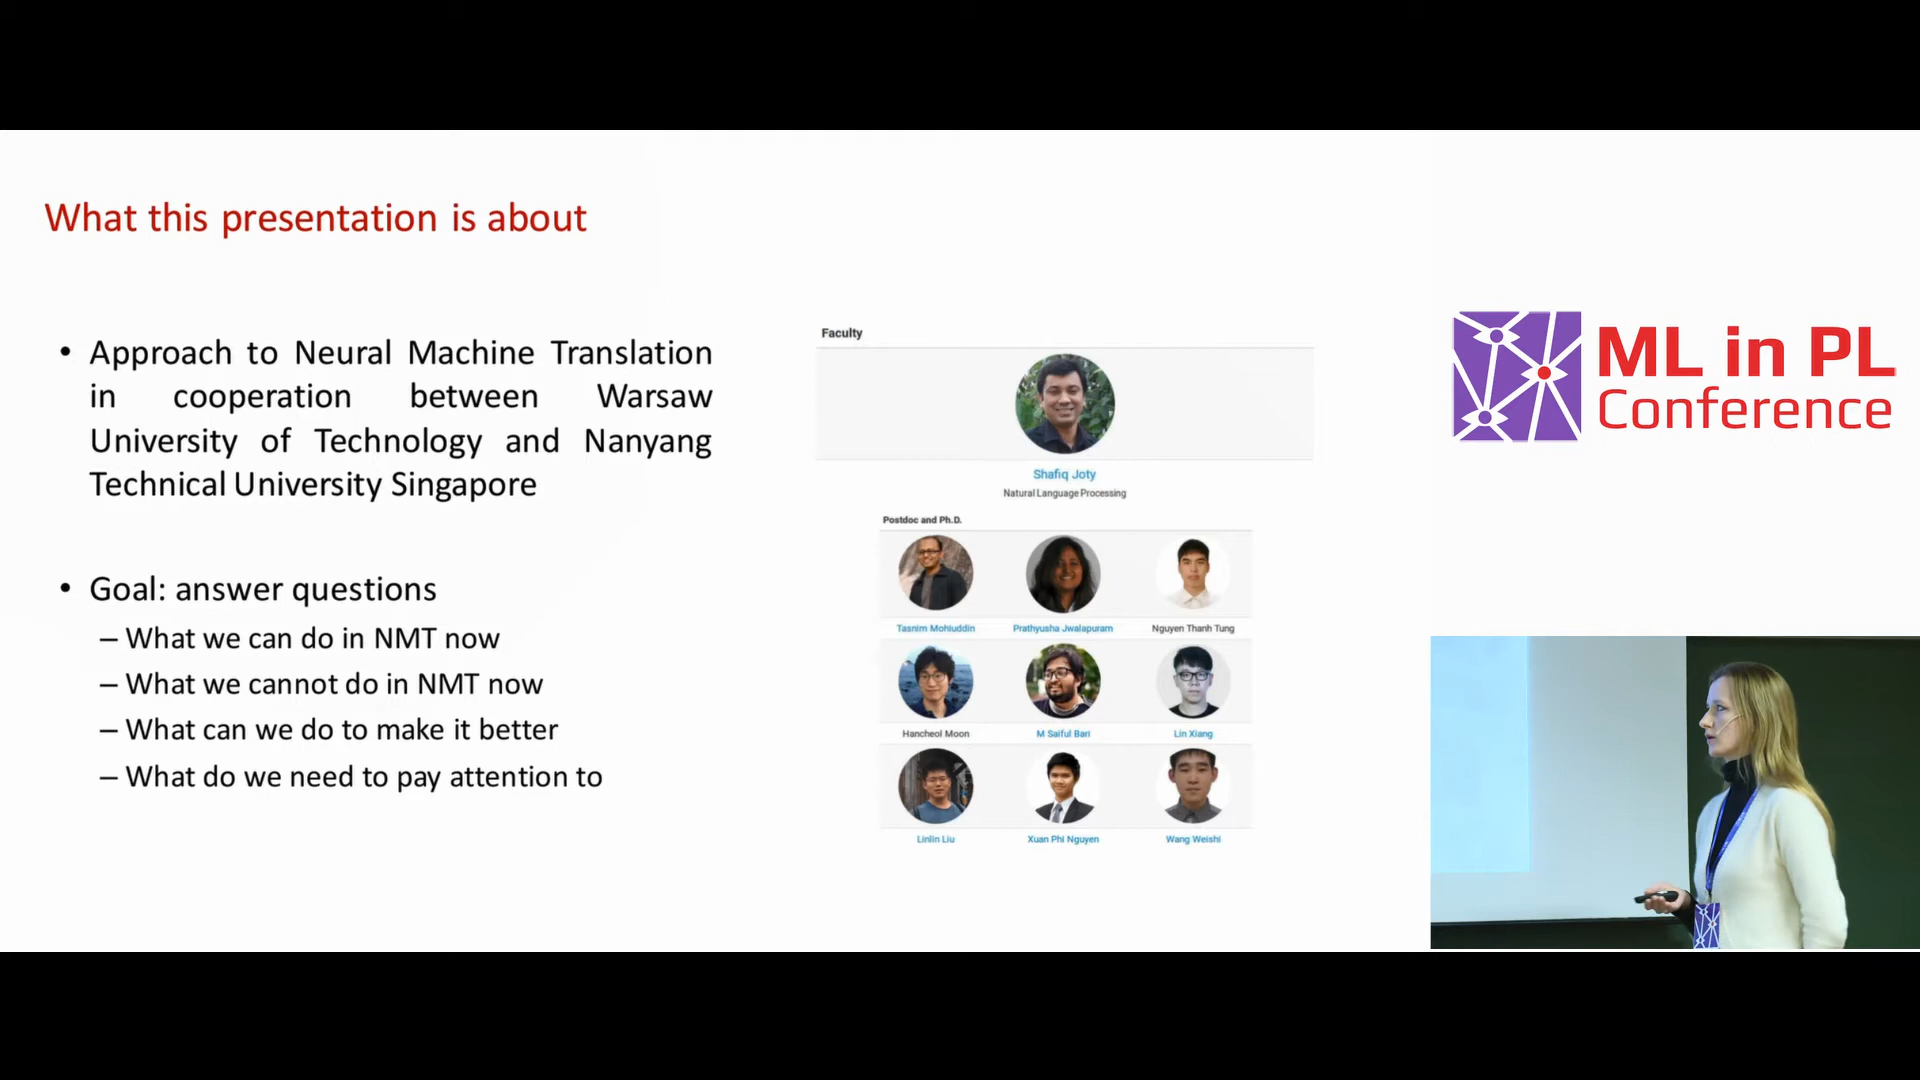 What this presentation is about
• Approach to Neural Machine Translation
in cooperation between Warsaw
University of Technology and Nanyang
Technical University Singapore
• Goal: answer questions
– What we can do in NMT now
– What we cannot do in NMT now
– What can we do to make it better
– What do we need to pay attention to
Faculty
Shafiq Joty
Natural Language Processing
Postdoc and Ph.D.
Tasnim Mohiuddin Prathyusha Jwalapuram Nguyen Thanh Tung
Hancheol Moon M Saiful Bari Lin Xiang
Linlin Liu Xuan Phi Nguyen Wang Weishi
ML in PL
Conference